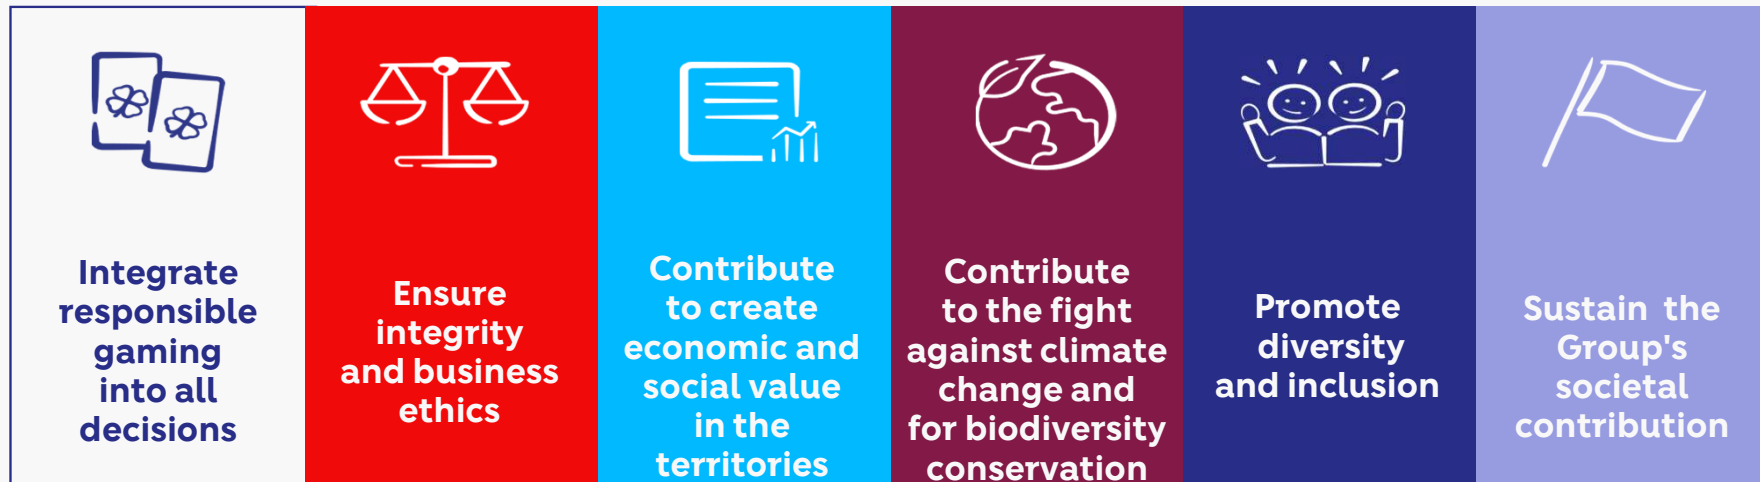 Integrate
responsible
gaming
into all
decisions
Ensure
integrity
and business
ethics
Contribute
to create
economic and
social value
in the
territories
Contribute
to the fight
against climate
change and
for biodiversity
conservation
Promote
diversity
and inclusion
Sustain  the
Group's
societal
contribution